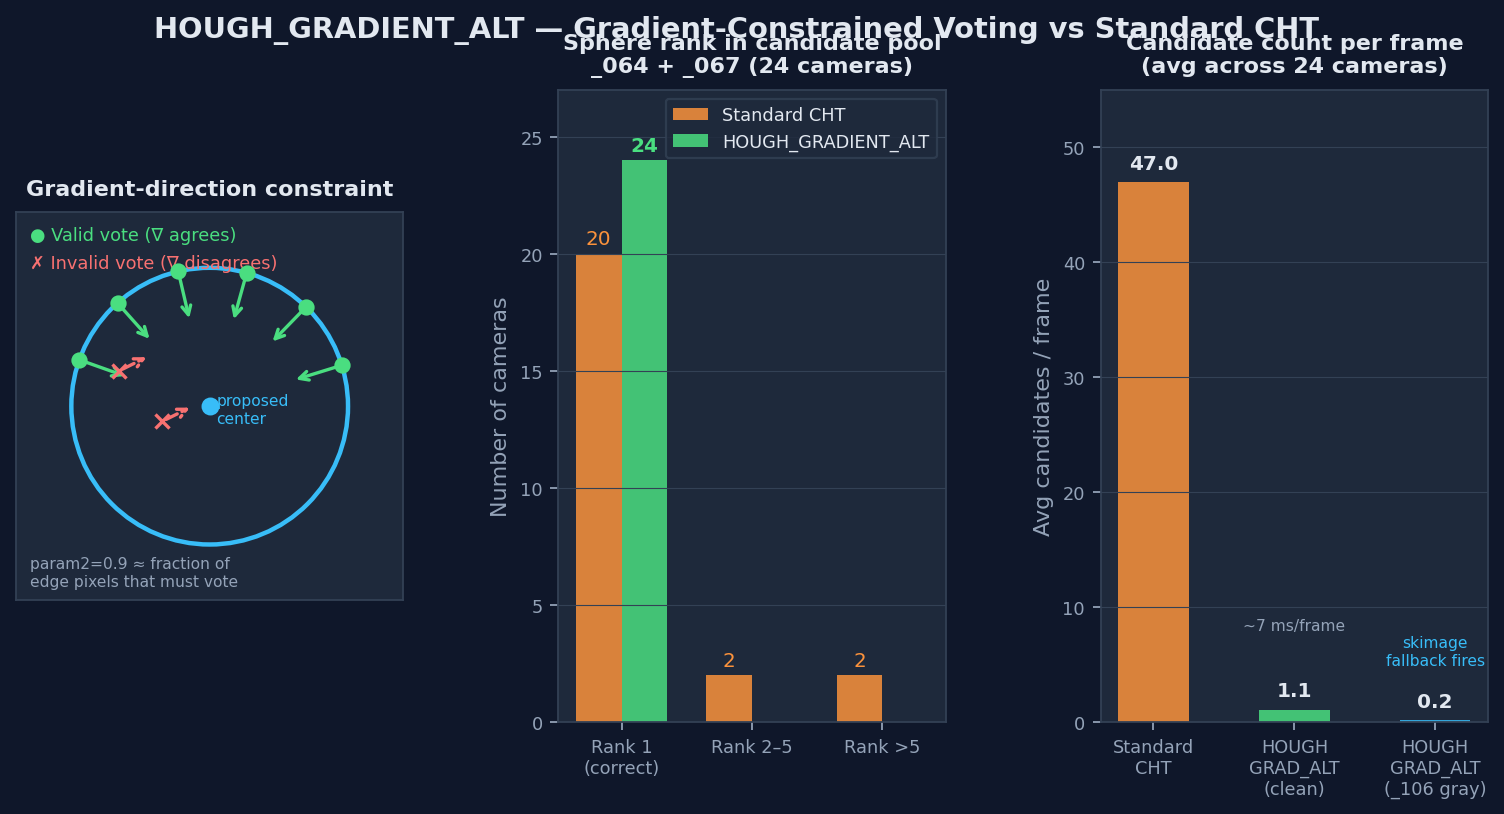 HOUGH_GRADIENT_ALT — Gradient-Constrained Voting vs Standard CHT
Gradient-direction constraint
● Valid vote (∇ agrees)
✗ Invalid vote (∇ disagrees)
proposed
center
param2=0.9 ≈ fraction of
edge pixels that must vote
Sphere rank in candidate pool
_064 + _067 (24 cameras)
Standard CHT
HOUGH_GRADIENT_ALT
Number of cameras
25
20
15
10
5
0
20
24
2
2
Rank 1
(correct)
Rank 2–5
Rank >5
Candidate count per frame
(avg across 24 cameras)
Avg candidates / frame
50
40
30
20
10
0
47.0
~7 ms/frame
1.1
skimage
fallback fires
0.2
Standard
CHT
HOUGH
GRAD_ALT
(clean)
HOUGH
GRAD_ALT
(_106 gray)